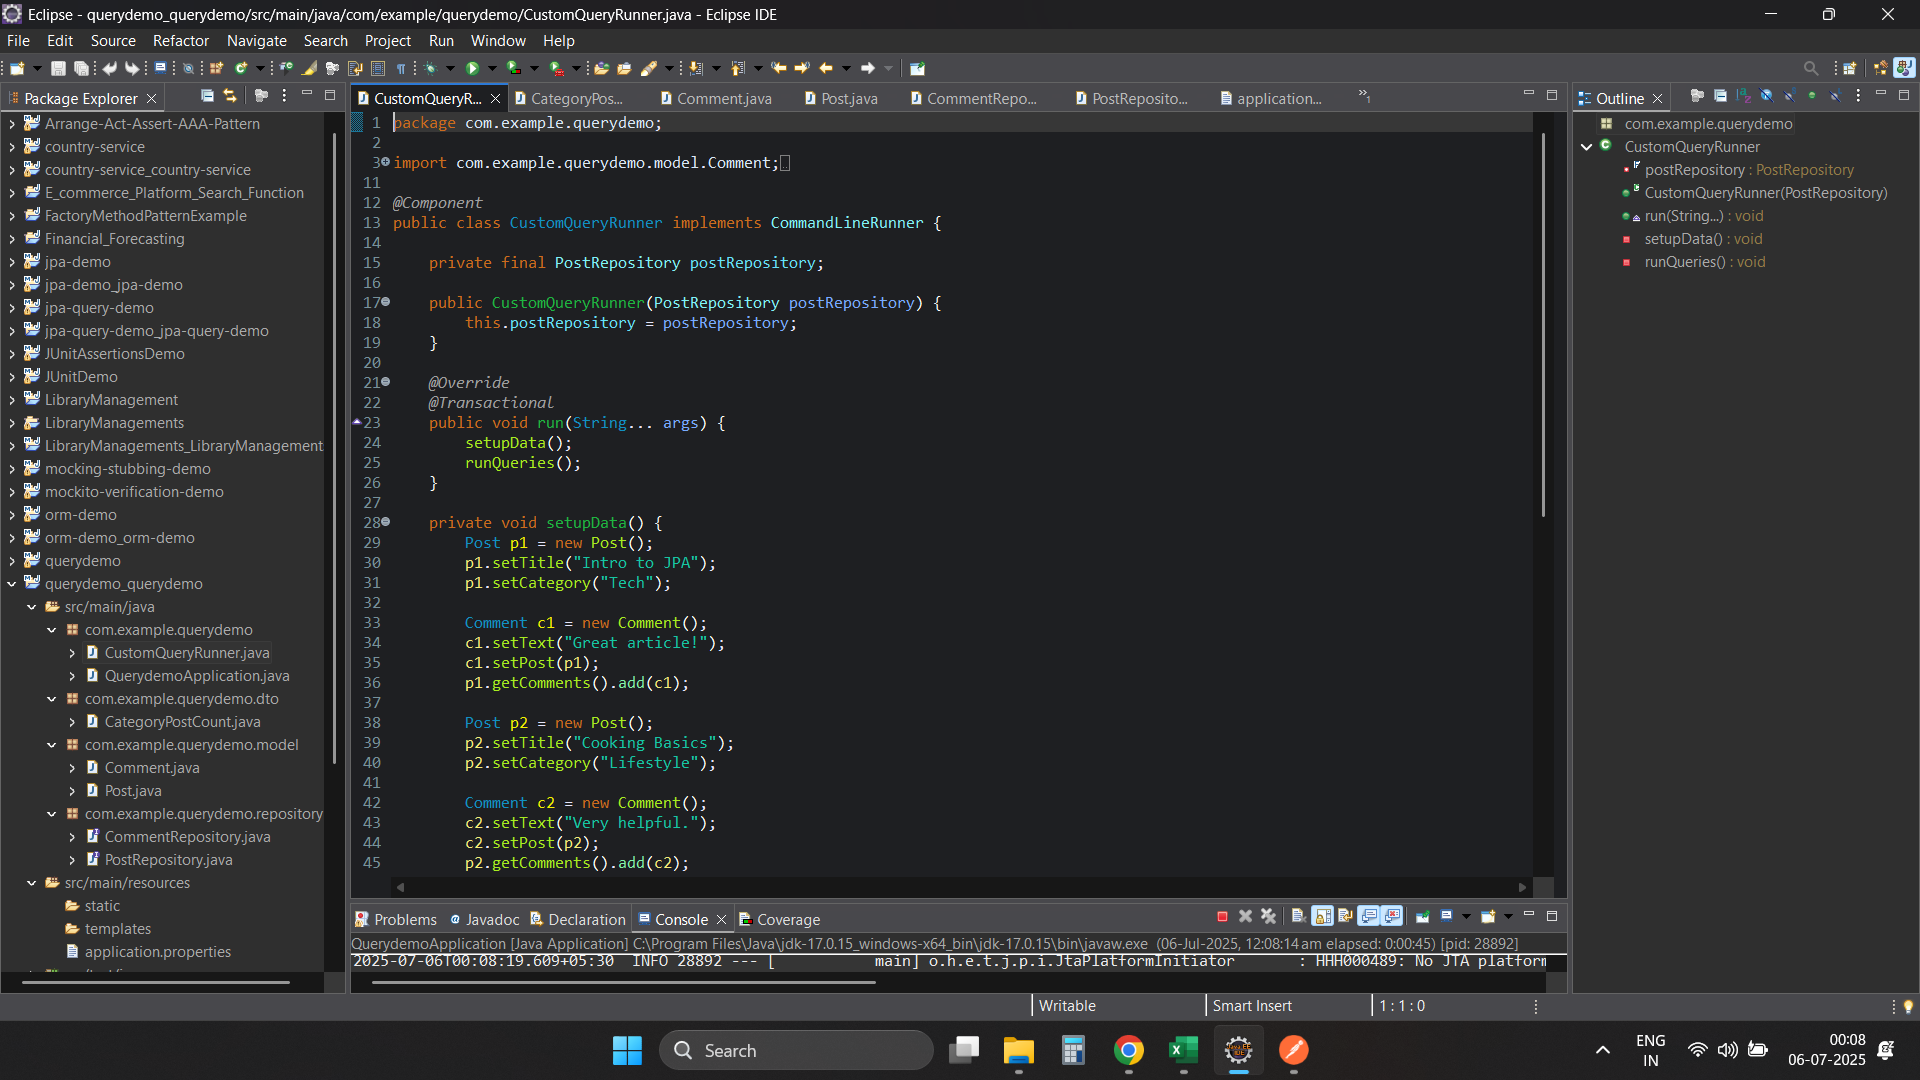 Eclipse - querydemo_querydemo/src/main/java/com/example/querydemo/CustomQueryRunner.java - Eclipse IDE
File Edit Source Refactor Navigate Search Project Run Window Help
Package Explorer
Arrange-Act-Assert-AAA-Pattern
country-service
country-service_country-service
E_commerce_Platform_Search_Function
FactoryMethodPatternExample
Financial_Forecasting
jpa-demo
jpa-demo_jpa-demo
jpa-query-demo
jpa-query-demo_jpa-query-demo
JUnitAssertionsDemo
JUnitDemo
LibraryManagement
LibraryManagements
LibraryManagements_LibraryManagement
mocking-stubbing-demo
mockito-verification-demo
orm-demo
orm-demo_orm-demo
querydemo
querydemo_querydemo
src/main/java
com.example.querydemo
CustomQueryRunner.java
QuerydemoApplication.java
com.example.querydemo.dto
CategoryPostCount.java
com.example.querydemo.model
Comment.java
Post.java
com.example.querydemo.repository
CommentRepository.java
PostRepository.java
src/main/resources
static
templates
application.properties
CustomQueryR... CategoryPos... Comment.java Post.java CommentRepo... PostReposito... application... »1
1 package com.example.querydemo;
2
3 import com.example.querydemo.model.Comment;
11
12 @Component
13 public class CustomQueryRunner implements CommandLineRunner {
14
15 private final PostRepository postRepository;
16
17 public CustomQueryRunner(PostRepository postRepository) {
18 this.postRepository = postRepository;
19 }
20
21 @Override
22 @Transactional
23 public void run(String... args) {
24 setupData();
25 runQueries();
26 }
27
28 private void setupData() {
29 Post p1 = new Post();
30 p1.setTitle("Intro to JPA");
31 p1.setCategory("Tech");
32
33 Comment c1 = new Comment();
34 c1.setText("Great article!");
35 c1.setPost(p1);
36 p1.getComments().add(c1);
37
38 Post p2 = new Post();
39 p2.setTitle("Cooking Basics");
40 p2.setCategory("Lifestyle");
41
42 Comment c2 = new Comment();
43 c2.setText("Very helpful.");
44 c2.setPost(p2);
45 p2.getComments().add(c2);
Outline
com.example.querydemo
CustomQueryRunner
postRepository : PostRepository
CustomQueryRunner(PostRepository)
run(String...) : void
setupData() : void
runQueries() : void
Problems Javadoc Declaration Console Coverage
QuerydemoApplication [Java Application] C:\Program Files\Java\jdk-17.0.15_windows-x64_bin\jdk-17.0.15\bin\javaw.exe (06-Jul-2025, 12:08:14 am elapsed: 0:00:45) [pid: 28892]
2025-07-06T00:08:19.609+05:30 INFO 28892 --- [ main] o.h.e.t.j.p.i.JtaPlatformInitiator : HHH000489: No JTA platform
Writable Smart Insert 1 : 1 : 0
Search
ENG
IN
00:08
06-07-2025